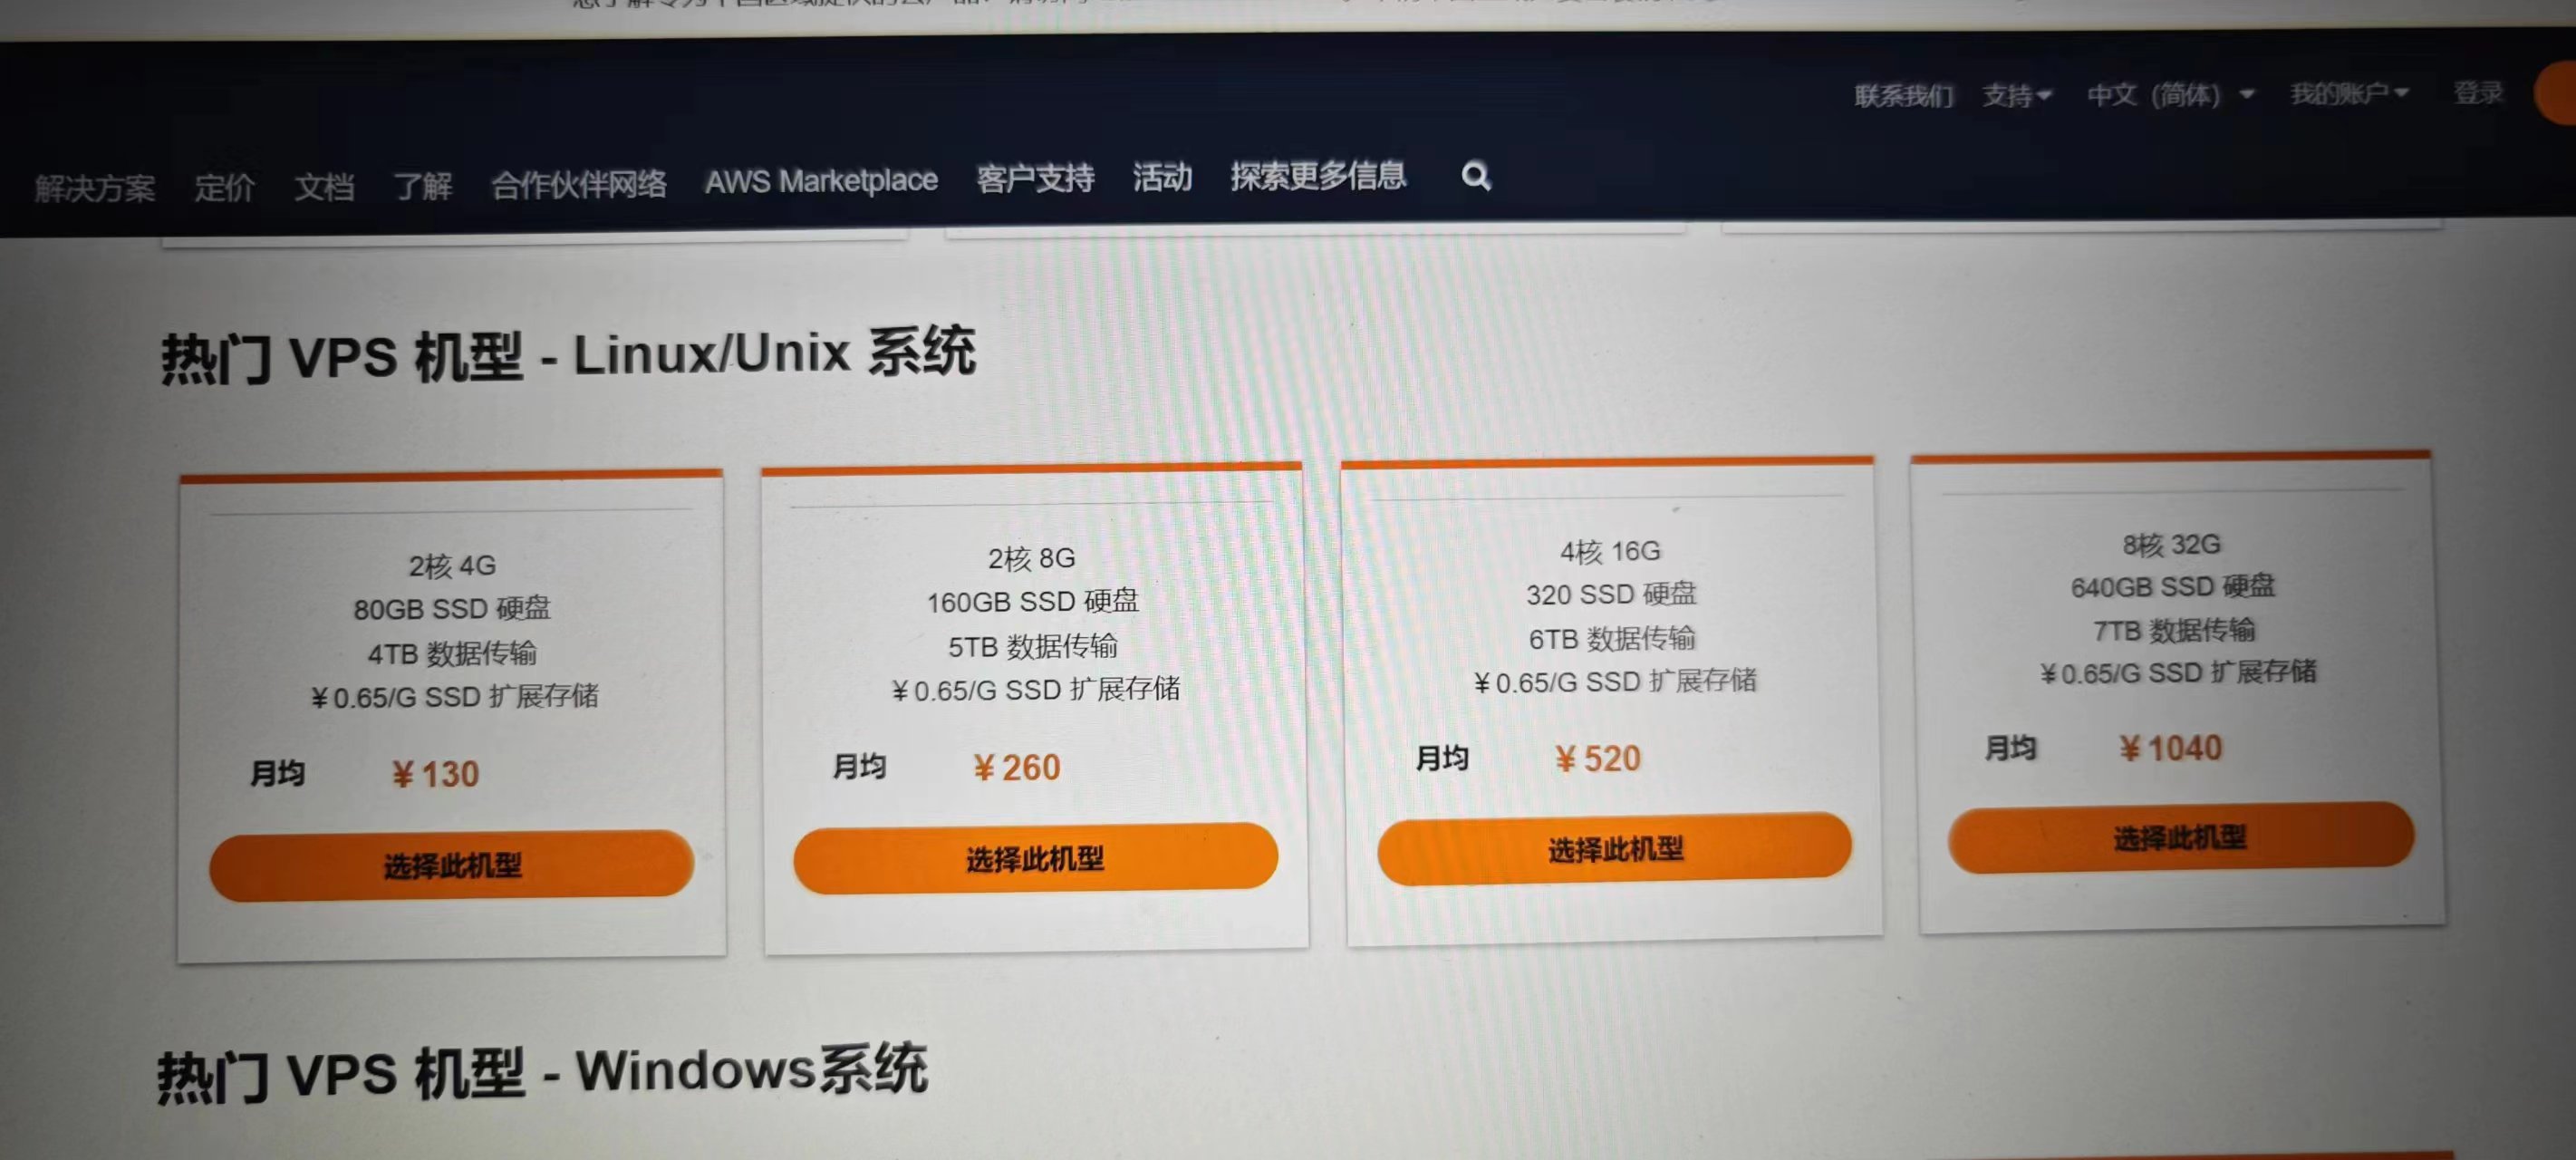 联系我们 支持 中文 (简体) 我的账户 登录
解决方案 定价 文档 了解 合作伙伴网络 AWS Marketplace 客户支持 活动 探索更多信息
热门 VPS 机型 - Linux/Unix 系统
2核 4G
80GB SSD 硬盘
4TB 数据传输
¥0.65/G SSD 扩展存储
月均 ¥130
选择此机型
2核 8G
160GB SSD 硬盘
5TB 数据传输
¥0.65/G SSD 扩展存储
月均 ¥260
选择此机型
4核 16G
320 SSD 硬盘
6TB 数据传输
¥0.65/G SSD 扩展存储
月均 ¥520
选择此机型
8核 32G
640GB SSD 硬盘
7TB 数据传输
¥0.65/G SSD 扩展存储
月均 ¥1040
选择此机型
热门 VPS 机型 - Windows系统